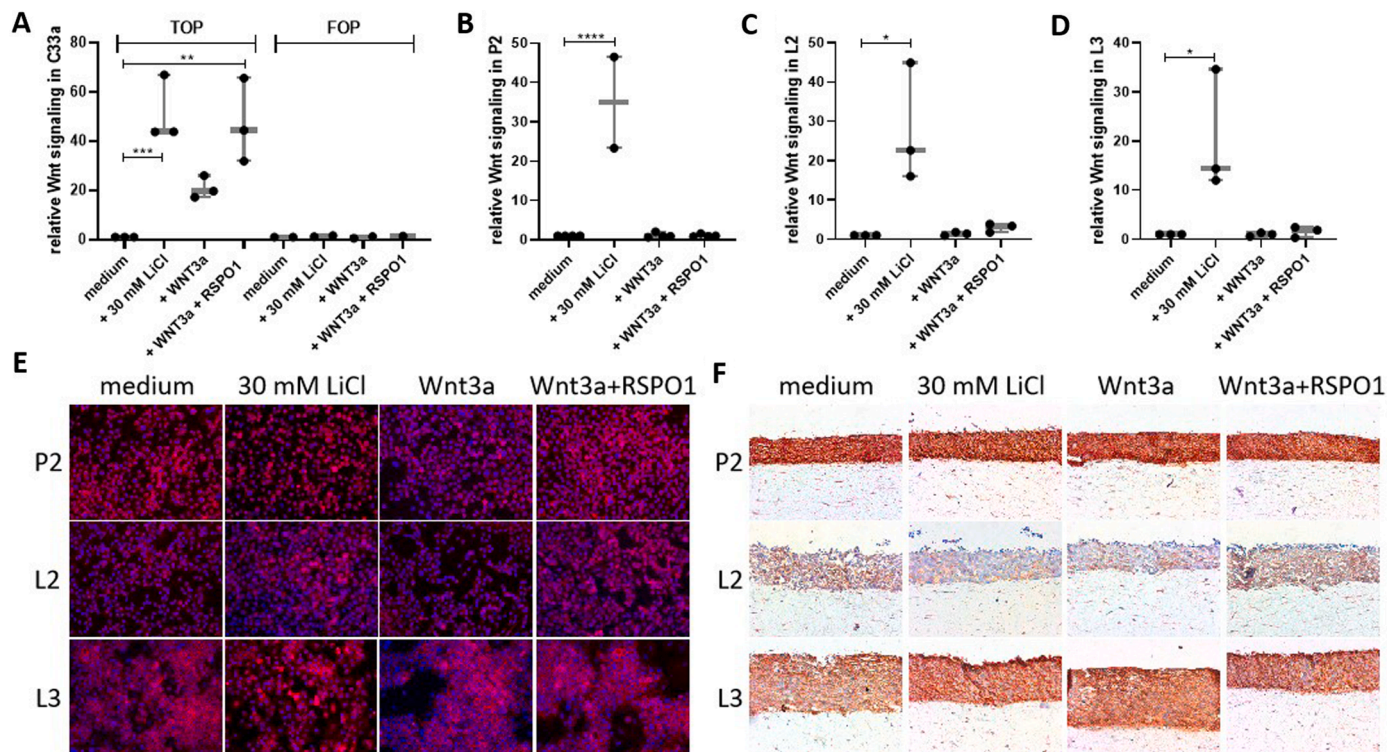 A
TOP
FOP
relative Wnt signaling in C33a
80
60
40
20
0
**
***
medium
+ 30 mM LiCl
+ WNT3a
+ WNT3a + RSPO1
medium
+ 30 mM LiCl
+ WNT3a
+ WNT3a + RSPO1
B
relative Wnt signaling in P2
50
40
30
20
10
0
****
medium
+ 30 mM LiCl
+ WNT3a
+ WNT3a + RSPO1
C
relative Wnt signaling in L2
50
40
30
20
10
0
*
medium
+ 30 mM LiCl
+ WNT3a
+ WNT3a + RSPO1
D
relative Wnt signaling in L3
40
30
20
10
0
*
medium
+ 30 mM LiCl
+ WNT3a
+ WNT3a + RSPO1
E
medium 30 mM LiCl Wnt3a Wnt3a+RSPO1
P2
L2
L3
F
medium 30 mM LiCl Wnt3a Wnt3a+RSPO1
P2
L2
L3